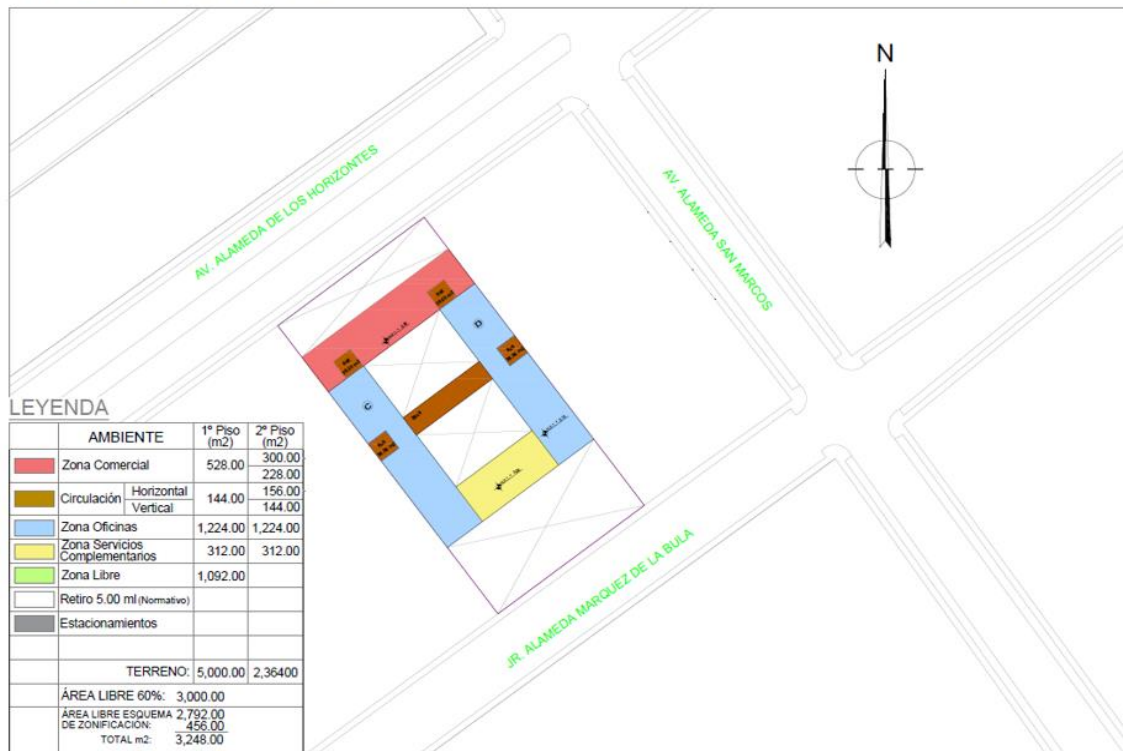 N
AV. ALAMEDA DE LOS HORIZONTES
AV. ALAMEDA SAN MARCOS
D
C
JR. ALAMEDA MARQUEZ DE LA BULA
LEYENDA
AMBIENTE 1º Piso (m2) 2º Piso (m2)
Zona Comercial 528.00 300.00
228.00
Circulación Horizontal 144.00 156.00
Vertical 144.00
Zona Oficinas 1,224.00 1,224.00
Zona Servicios Complementarios 312.00 312.00
Zona Libre 1,092.00
Retiro 5.00 ml (Normativo)
Estacionamientos
TERRENO: 5,000.00 2,36400
ÁREA LIBRE 60%: 3,000.00
ÁREA LIBRE ESQUEMA 2,792.00
DE ZONIFICACIÓN: 456.00
TOTAL m2: 3,248.00